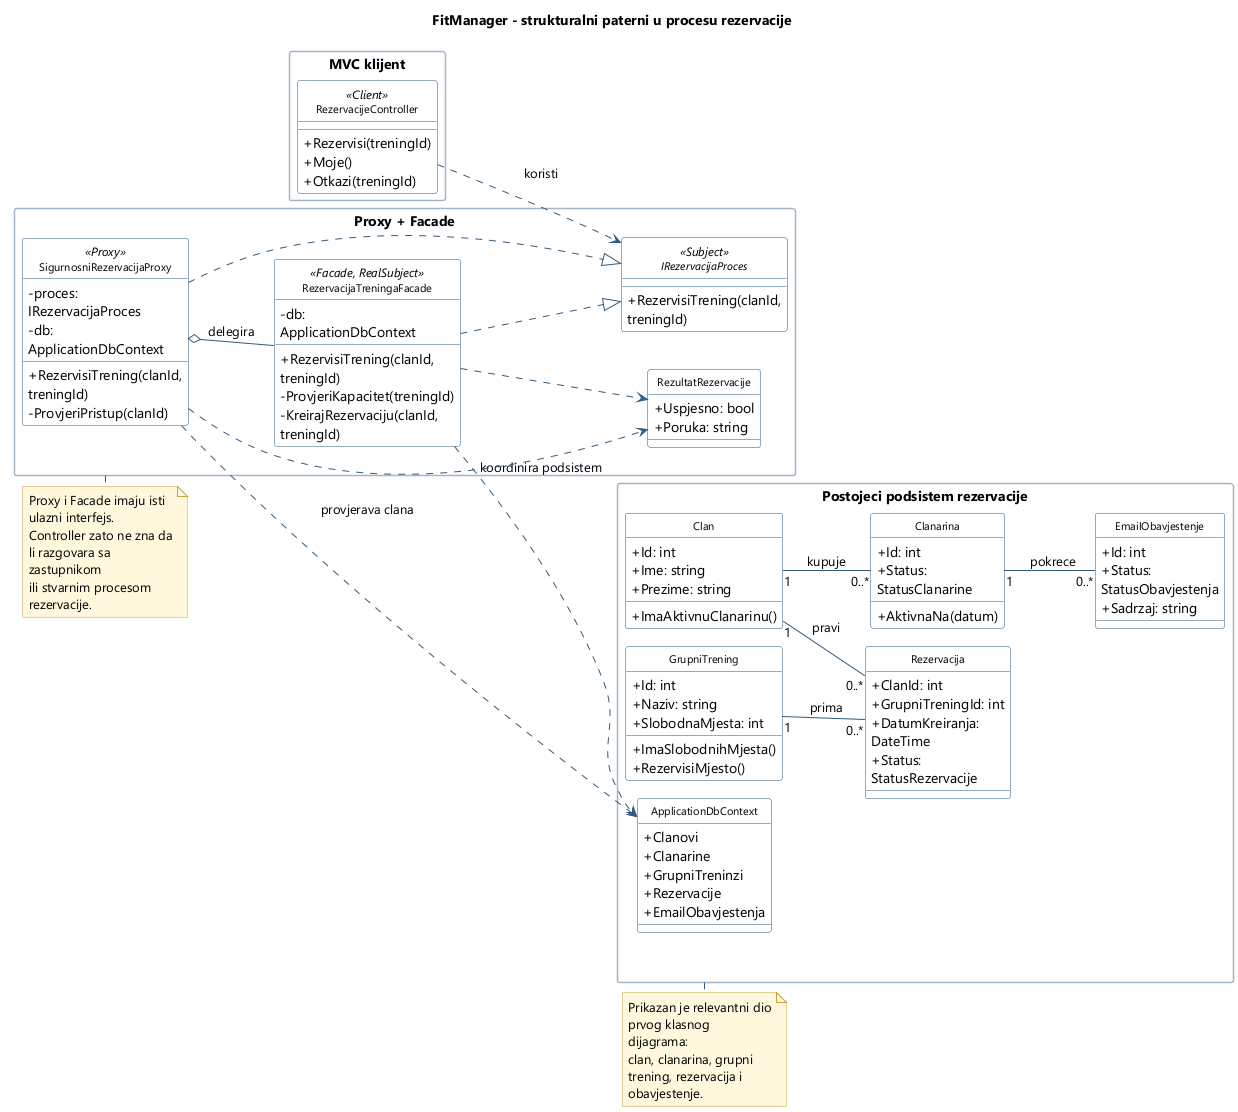 FitManager - strukturalni paterni u procesu rezervacije
MVC klijent
«Client»
RezervacijeController
+Rezervisi(treningId)
+Moje()
+Otkazi(treningId)
koristi
Proxy + Facade
«Proxy»
SigurnosniRezervacijaProxy
-proces:
IRezervacijaProces
-db:
ApplicationDbContext
+RezervisiTrening(clanId,
treningId)
-ProvjeriPristup(clanId)
delegira
«Facade, RealSubject»
RezervacijaTreningaFacade
-db:
ApplicationDbContext
+RezervisiTrening(clanId,
treningId)
-ProvjeriKapacitet(treningId)
-KreirajRezervaciju(clanId,
treningId)
«Subject»
IRezervacijaProces
+RezervisiTrening(clanId,
treningId)
RezultatRezervacije
+Uspjesno: bool
+Poruka: string
koordinira podsistem
provjerava clana
Proxy i Facade imaju isti
ulazni interfejs.
Controller zato ne zna da
li razgovara sa
zastupnikom
ili stvarnim procesom
rezervacije.
Postojeci podsistem rezervacije
Clan
+Id: int
+Ime: string
+Prezime: string
+ImaAktivnuClanarinu()
kupuje
1
0..*
Clanarina
+Id: int
+Status:
StatusClanarine
+AktivnaNa(datum)
pokrece
1
0..*
EmailObavjestenje
+Id: int
+Status:
StatusObavjestenja
+Sadrzaj: string
pravi
1
0..*
GrupniTrening
+Id: int
+Naziv: string
+SlobodnaMjesta: int
+ImaSlobodnihMjesta()
+RezervisiMjesto()
prima
1
0..*
Rezervacija
+ClanId: int
+GrupniTreningId: int
+DatumKreiranja:
DateTime
+Status:
StatusRezervacije
ApplicationDbContext
+Clanovi
+Clanarine
+GrupniTreninzi
+Rezervacije
+EmailObavjestenja
Prikazan je relevantni dio
prvog klasnog
dijagrama:
clan, clanarina, grupni
trening, rezervacija i
obavjestenje.